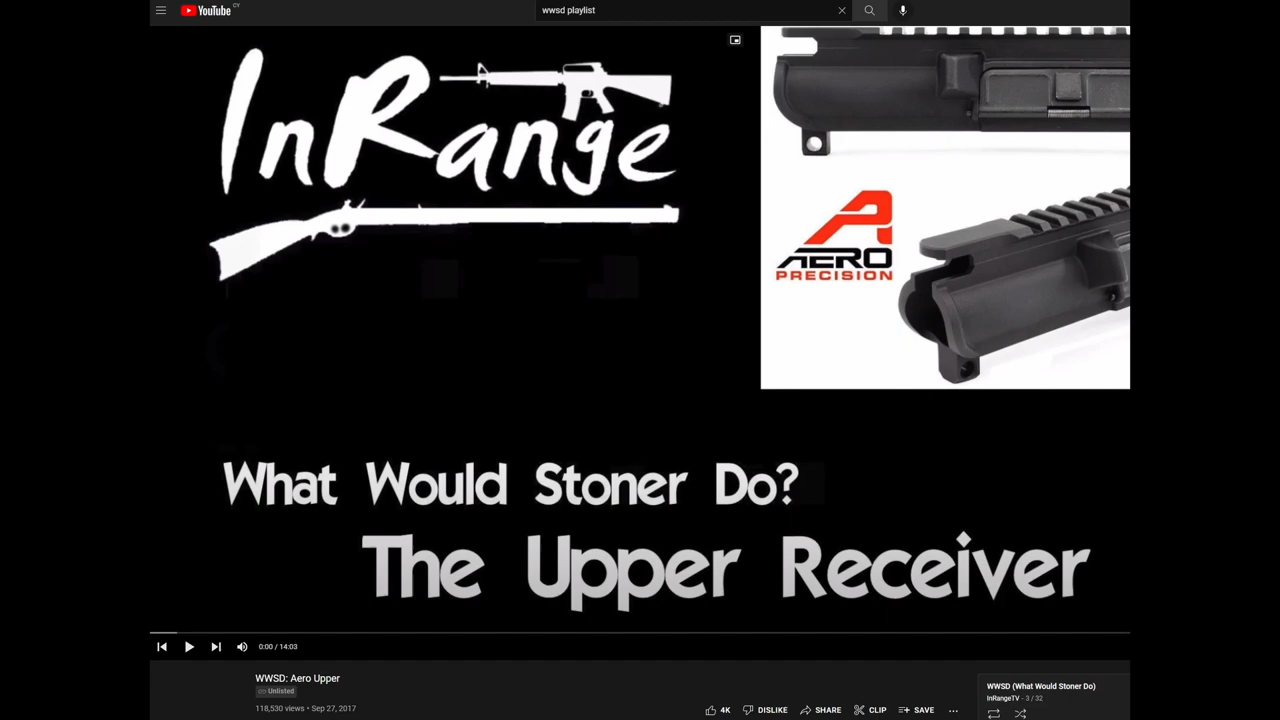 YouTube CY
wwsd playlist
InRange
AERO
PRECISION
What Would Stoner Do?
The Upper Receiver
0:00 / 14:03
WWSD: Aero Upper
Unlisted
118,530 views • Sep 27, 2017
4K DISLIKE SHARE CLIP SAVE ...
WWSD (What Would Stoner Do)
InRangeTV - 3 / 32